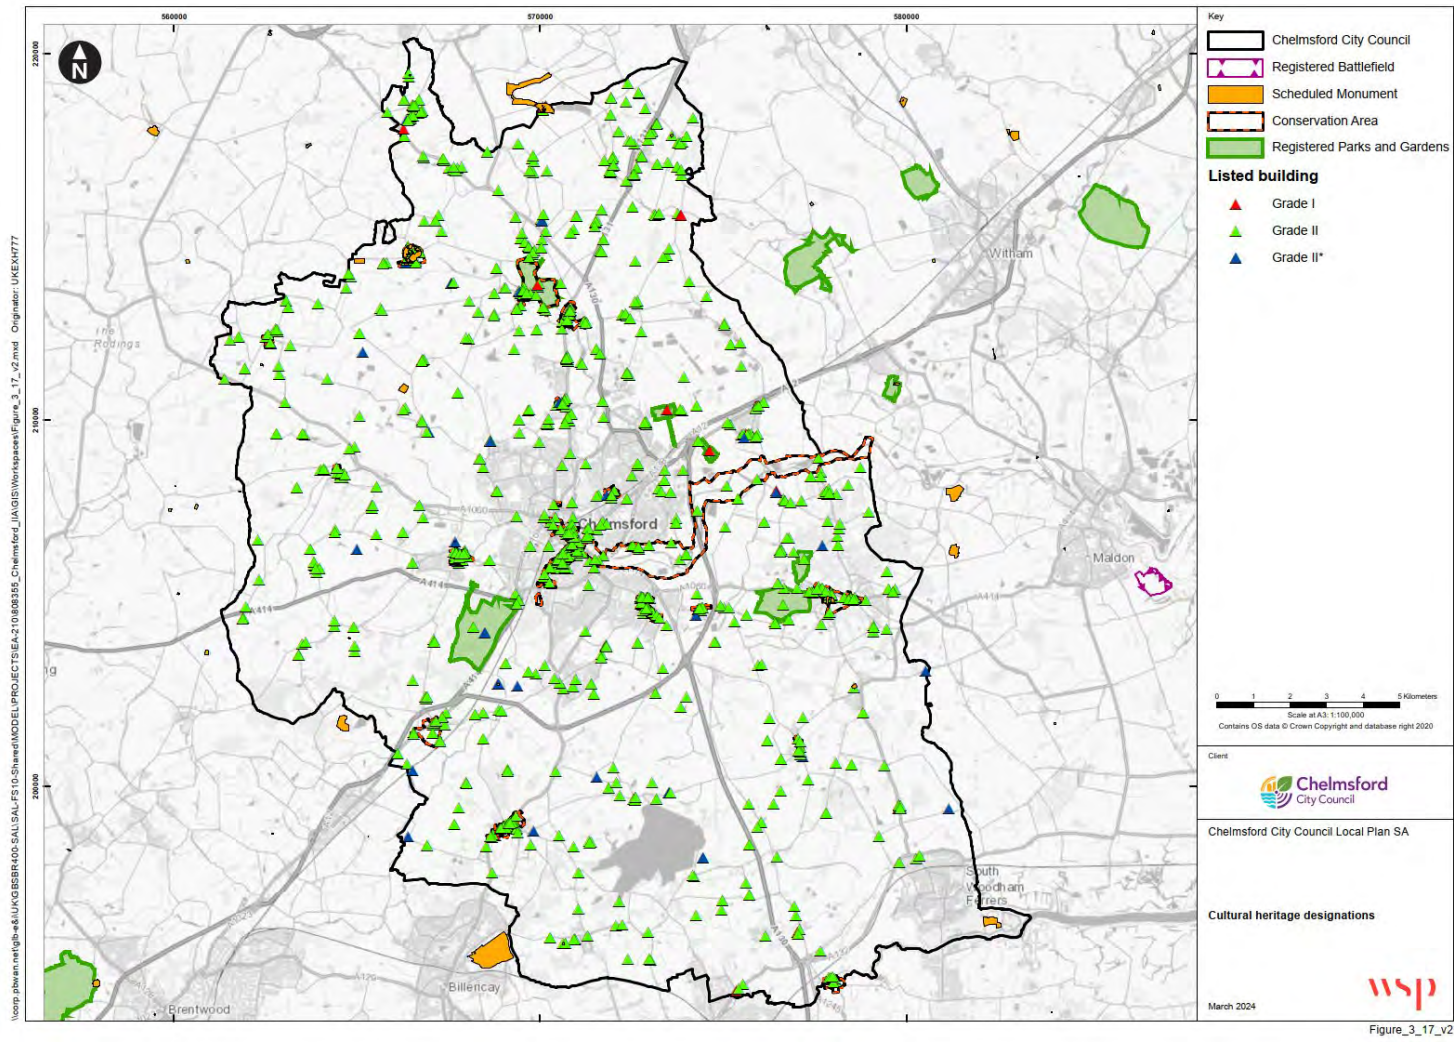 560000
570000
580000
220000
210000
200000
N
The
Rodings
Witham
A130
A12
A1060
Chelmsford
A414
A414
A414
Maldon
South
Woodham
Ferrers
A130
A132
A1245
Billericay
Brentwood
Key
Chelmsford City Council
Registered Battlefield
Scheduled Monument
Conservation Area
Registered Parks and Gardens
Listed building
Grade I
Grade II
Grade II*
0 1 2 3 4 5 Kilometers
Scale at A3: 1:100,000
Contains OS data © Crown Copyright and database right 2020
Client
Chelmsford
City Council
Chelmsford City Council Local Plan SA
Cultural heritage designations
March 2024
wsp
Figure_3_17_v2